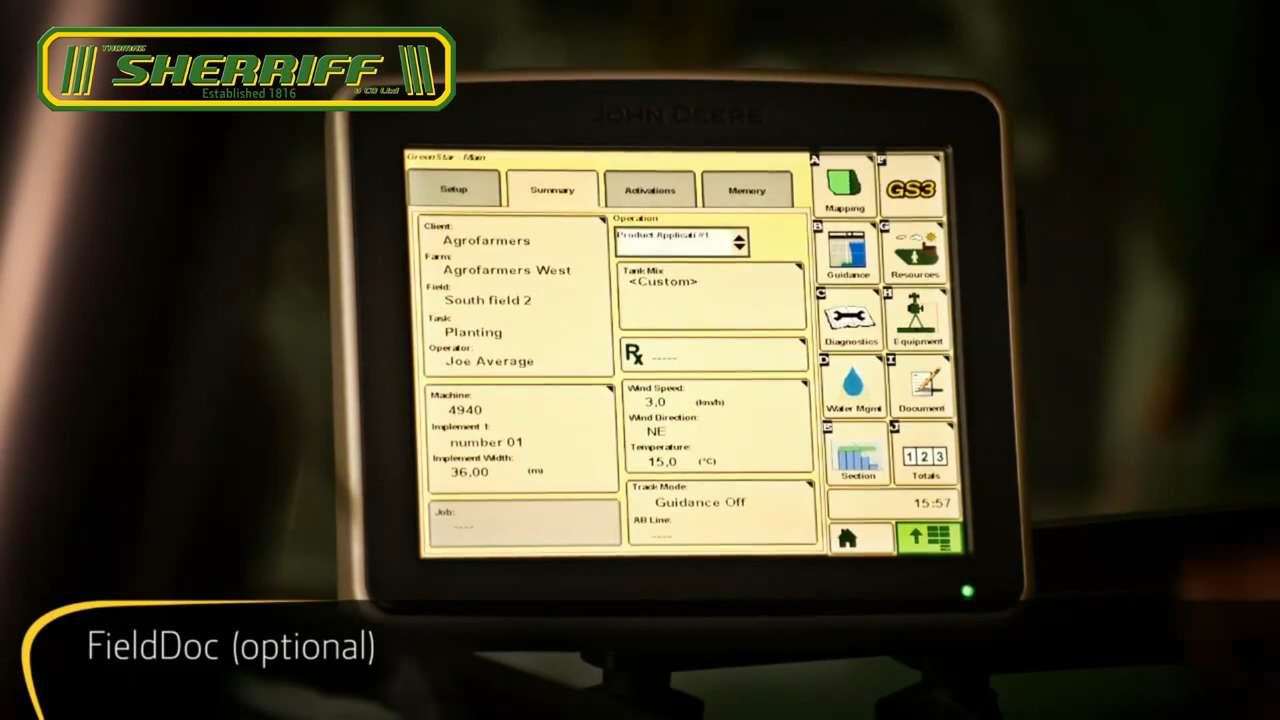 THOMAS
SHERRIFF
& CO Ltd
Established 1816
JOHN DEERE
GreenStar - Main
Setup
Summary
Activations
Memory
Client:
Agrofarmers
Farm:
Agrofarmers West
Field:
South field 2
Task:
Planting
Operator:
Joe Average
Machine:
4940
Implement 1:
number 01
Implement Width:
36,00 (m)
Job:
----
Operation
Product Applicati #1
Tank Mix
<Custom>
Rx -----
Wind Speed:
3,0 (km/h)
Wind Direction:
NE
Temperature:
15,0 (°C)
Track Mode:
Guidance Off
AB Line:
----
A
Mapping
F
GS3
B
Guidance
G
Resources
C
Diagnostics
H
Equipment
D
Water Mgmt
I
Document
E
Section
J
1 2 3
Totals
15:57
FieldDoc (optional)